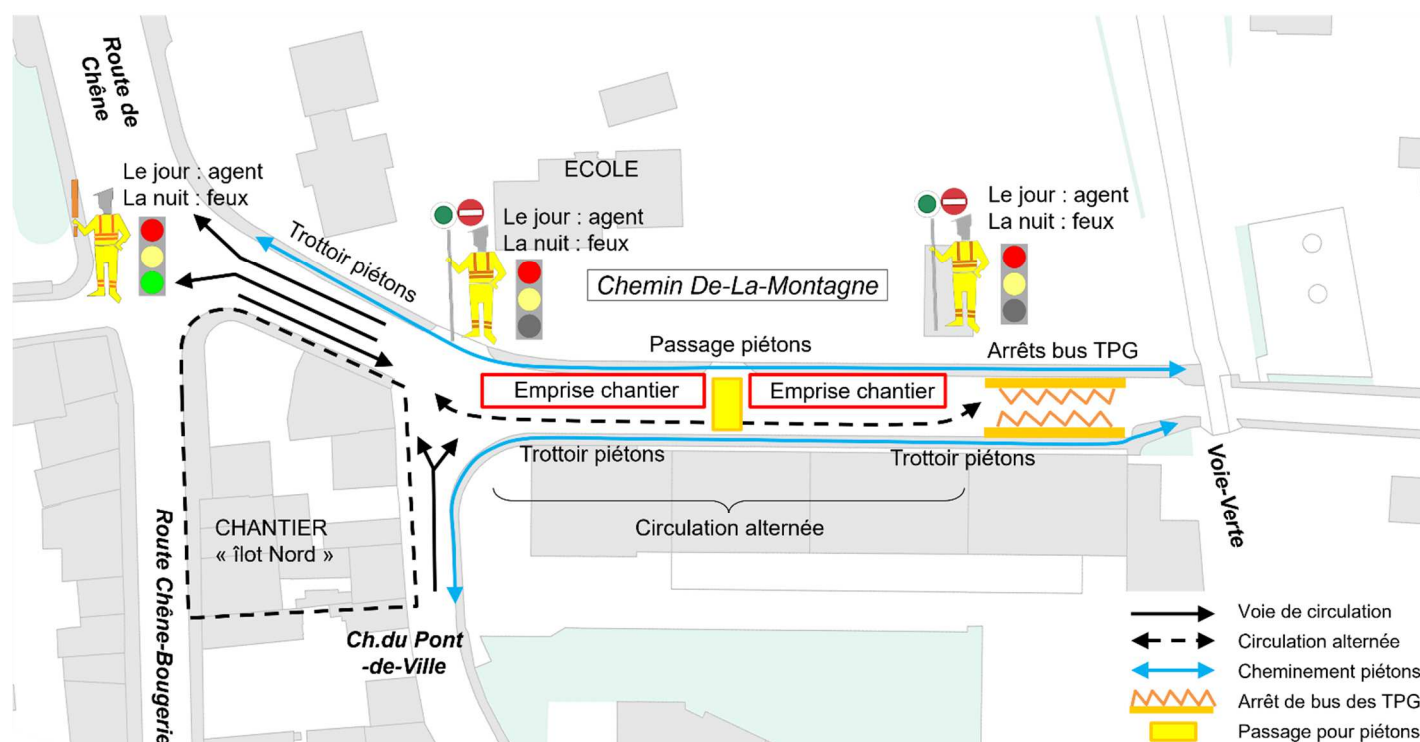 Route de
Chêne
Le jour : agent
La nuit : feux
Trottoir piétons
ECOLE
Le jour : agent
La nuit : feux
Le jour : agent
La nuit : feux
Chemin De-La-Montagne
Passage piétons
Arrêts bus TPG
Emprise chantier
Emprise chantier
Trottoir piétons
Trottoir piétons
Circulation alternée
Voie-Verte
CHANTIER
« îlot Nord »
Route Chêne-Bougerie
Ch.du Pont
-de-Ville
Voie de circulation
Circulation alternée
Cheminement piétons
Arrêt de bus des TPG
Passage pour piétons